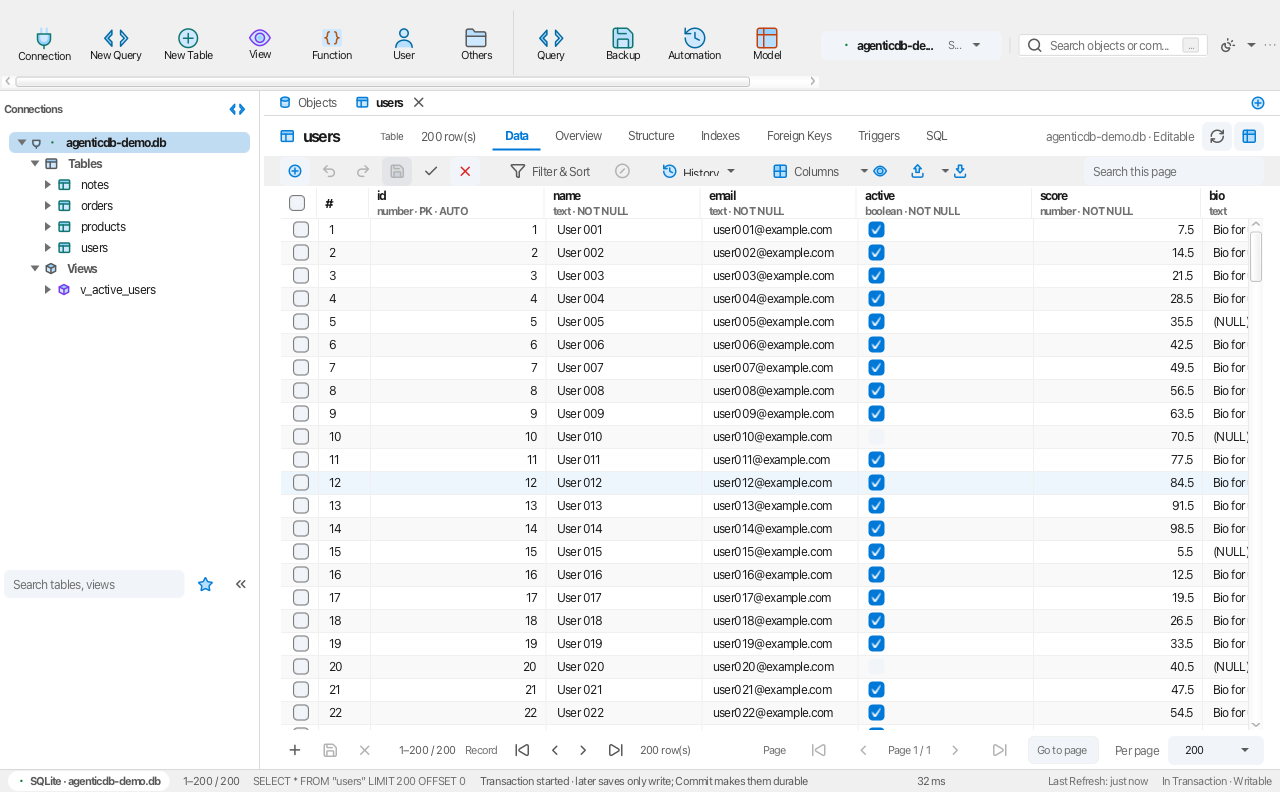 Connection New Query New Table View Function User Others Query Backup Automation Model agenticdb-de... S... Search objects or com... ...
Connections
Objects users
agenticdb-demo.db
Tables
notes
orders
products
users
Views
v_active_users
Search tables, views
users Table 200 row(s) Data Overview Structure Indexes Foreign Keys Triggers SQL agenticdb-demo.db · Editable
Filter & Sort History Columns Search this page
# id name email active score bio
number · PK · AUTO text · NOT NULL text · NOT NULL boolean · NOT NULL number · NOT NULL text
1 1 User 001 user001@example.com 7.5 Bio for
2 2 User 002 user002@example.com 14.5 Bio for
3 3 User 003 user003@example.com 21.5 Bio for
4 4 User 004 user004@example.com 28.5 Bio for
5 5 User 005 user005@example.com 35.5 (NULL)
6 6 User 006 user006@example.com 42.5 Bio for
7 7 User 007 user007@example.com 49.5 Bio for
8 8 User 008 user008@example.com 56.5 Bio for
9 9 User 009 user009@example.com 63.5 Bio for
10 10 User 010 user010@example.com 70.5 (NULL)
11 11 User 011 user011@example.com 77.5 Bio for
12 12 User 012 user012@example.com 84.5 Bio for
13 13 User 013 user013@example.com 91.5 Bio for
14 14 User 014 user014@example.com 98.5 Bio for
15 15 User 015 user015@example.com 5.5 (NULL)
16 16 User 016 user016@example.com 12.5 Bio for
17 17 User 017 user017@example.com 19.5 Bio for
18 18 User 018 user018@example.com 26.5 Bio for
19 19 User 019 user019@example.com 33.5 Bio for
20 20 User 020 user020@example.com 40.5 (NULL)
21 21 User 021 user021@example.com 47.5 Bio for
22 22 User 022 user022@example.com 54.5 Bio for
1–200 / 200 Record 200 row(s) Page Page 1 / 1 Go to page Per page 200
SQLite · agenticdb-demo.db 1–200 / 200 SELECT * FROM "users" LIMIT 200 OFFSET 0 Transaction started · later saves only write; Commit makes them durable 32 ms Last Refresh: just now In Transaction · Writable